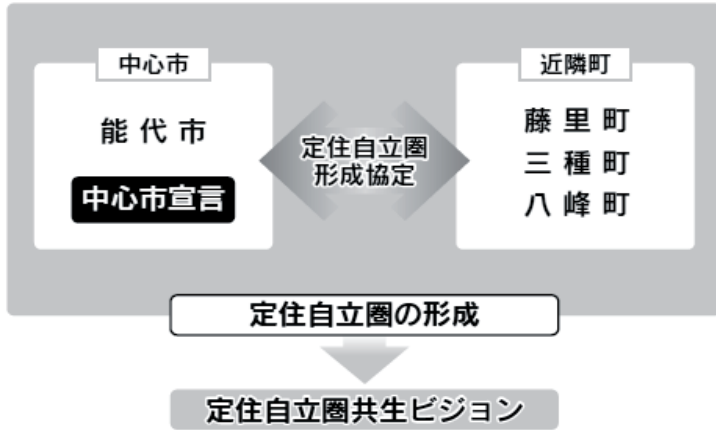 中心市
能代市
中心市宣言
定住自立圏
形成協定
近隣町
藤里町
三種町
八峰町
定住自立圏の形成
定住自立圏共生ビジョン